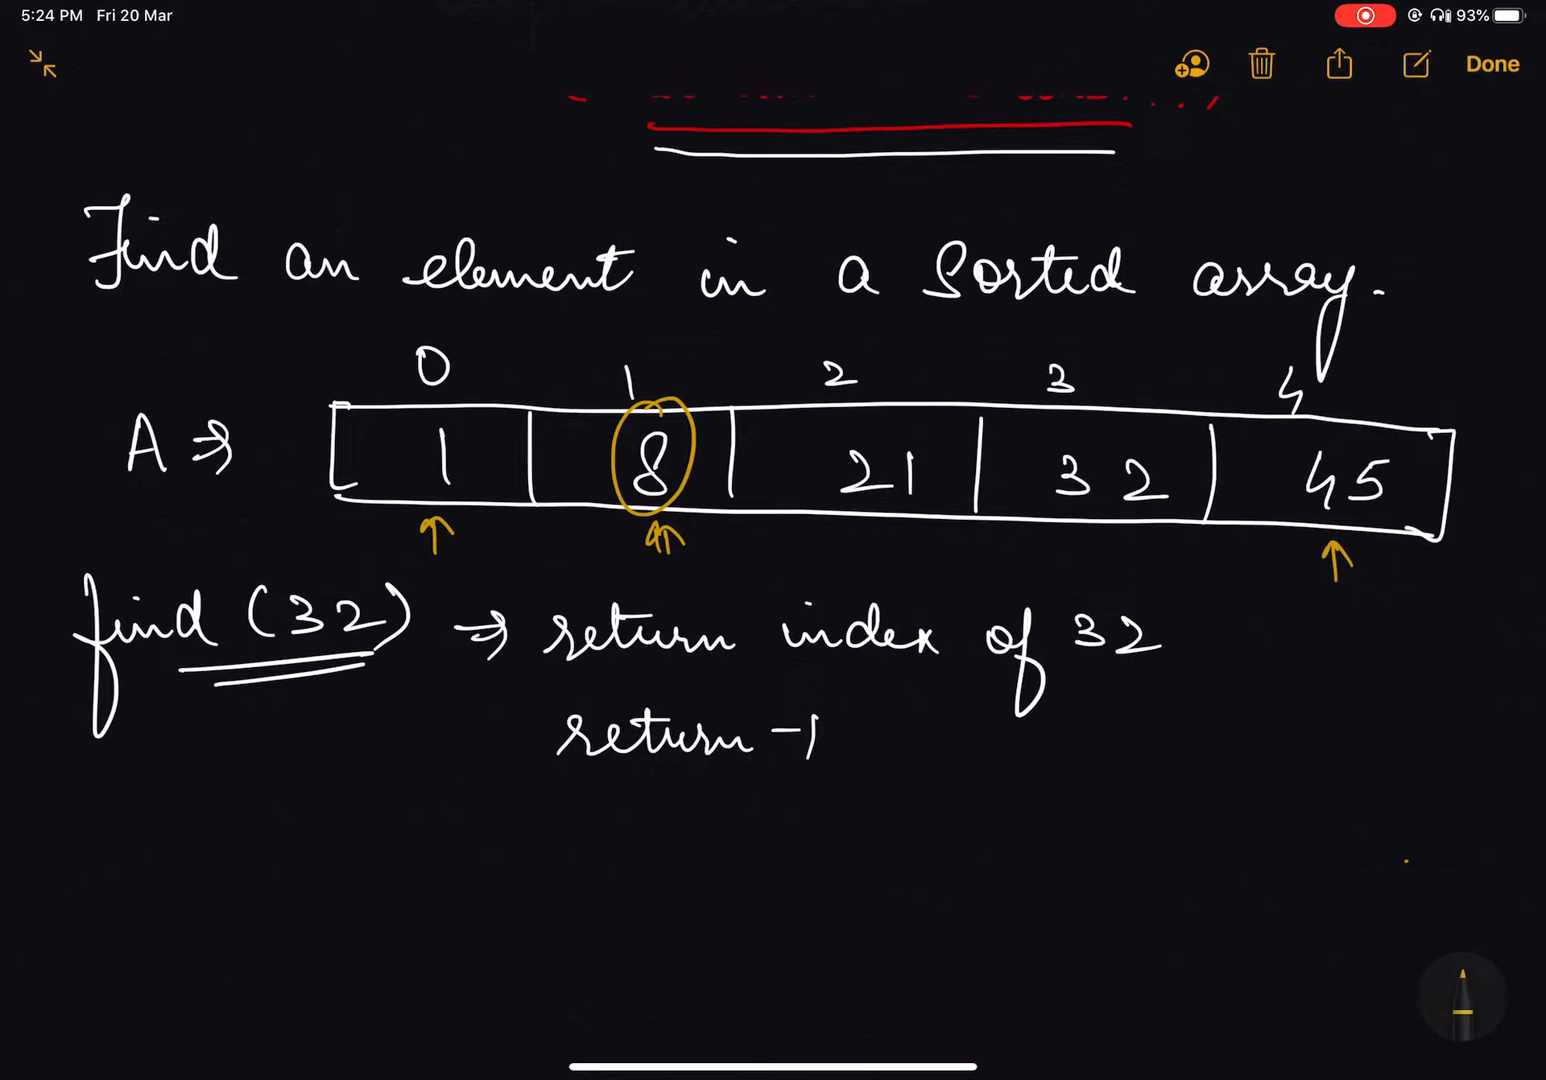 5:24 PM Fri 20 Mar 93%
Done
Find an element in a Sorted array.
0 1 2 3 4
A → 1 8 21 32 45
find (32) → return index of 32
return -1